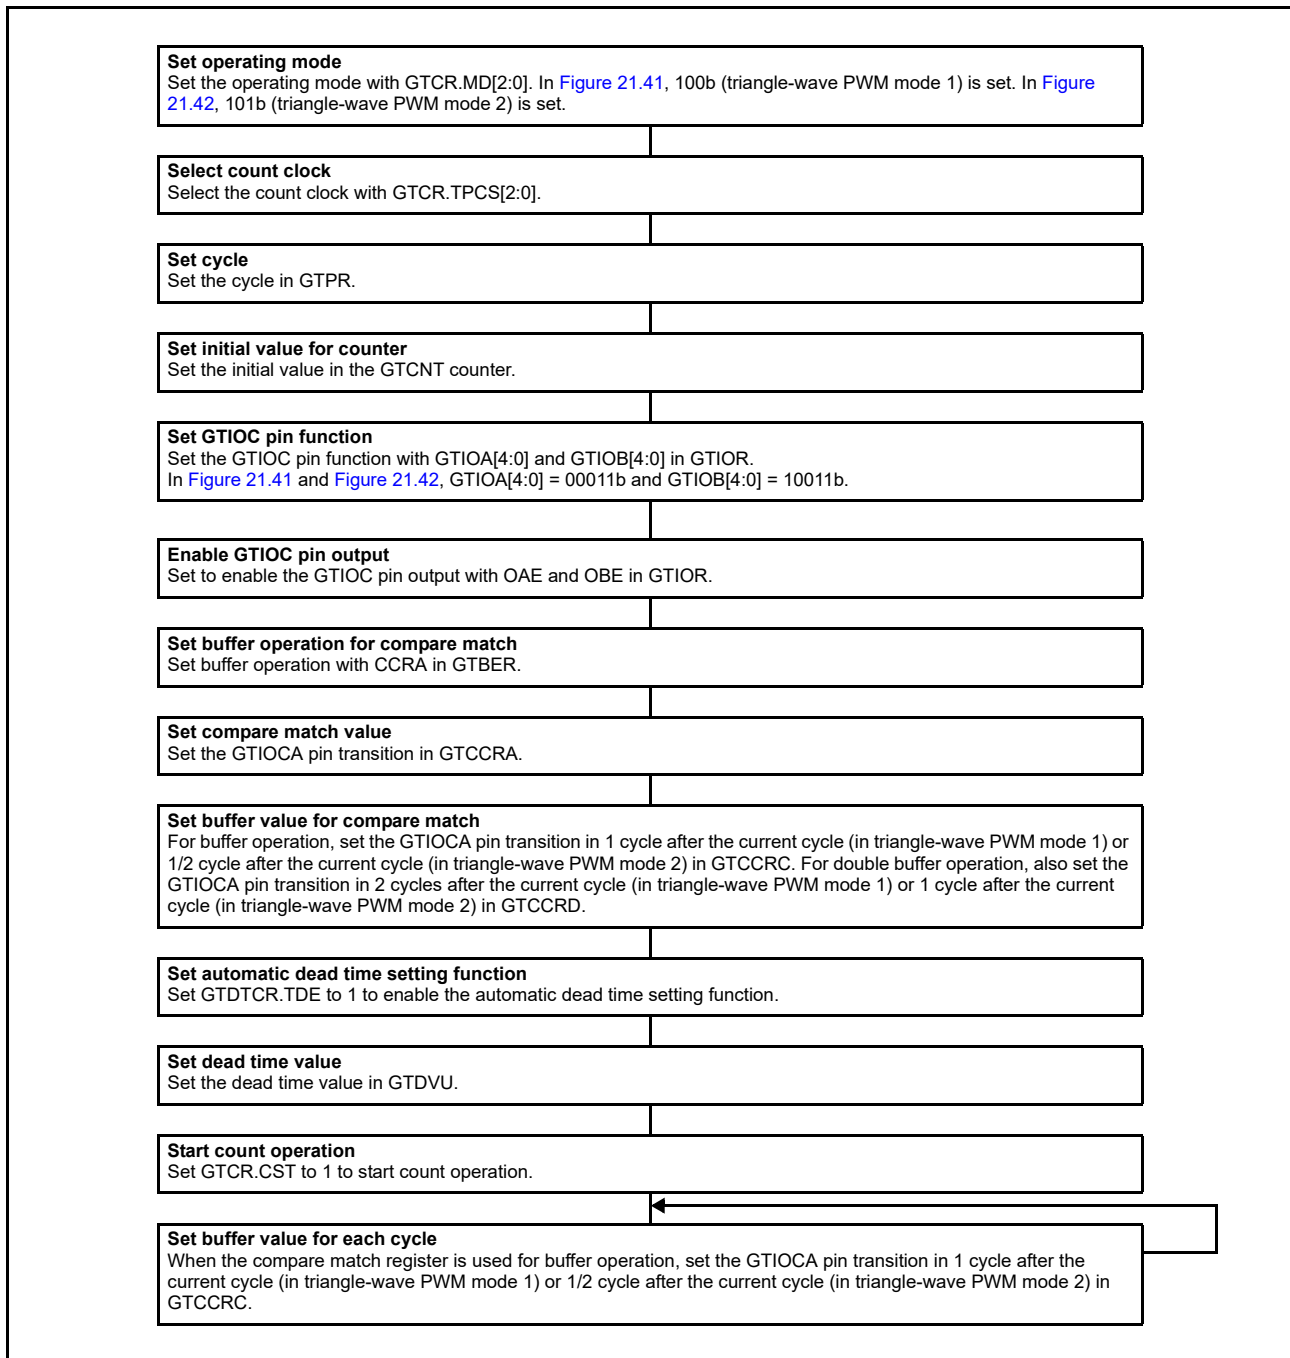 Set operating mode
Set the operating mode with GTCR.MD[2:0]. In Figure 21.41, 100b (triangle-wave PWM mode 1) is set. In Figure
21.42, 101b (triangle-wave PWM mode 2) is set.
Select count clock
Select the count clock with GTCR.TPCS[2:0].
Set cycle
Set the cycle in GTPR.
Set initial value for counter
Set the initial value in the GTCNT counter.
Set GTIOC pin function
Set the GTIOC pin function with GTIOA[4:0] and GTIOB[4:0] in GTIOR.
In Figure 21.41 and Figure 21.42, GTIOA[4:0] = 00011b and GTIOB[4:0] = 10011b.
Enable GTIOC pin output
Set to enable the GTIOC pin output with OAE and OBE in GTIOR.
Set buffer operation for compare match
Set buffer operation with CCRA in GTBER.
Set compare match value
Set the GTIOCA pin transition in GTCCRA.
Set buffer value for compare match
For buffer operation, set the GTIOCA pin transition in 1 cycle after the current cycle (in triangle-wave PWM mode 1) or
1/2 cycle after the current cycle (in triangle-wave PWM mode 2) in GTCCRC. For double buffer operation, also set the
GTIOCA pin transition in 2 cycles after the current cycle (in triangle-wave PWM mode 1) or 1 cycle after the current
cycle (in triangle-wave PWM mode 2) in GTCCRD.
Set automatic dead time setting function
Set GTDTCR.TDE to 1 to enable the automatic dead time setting function.
Set dead time value
Set the dead time value in GTDVU.
Start count operation
Set GTCR.CST to 1 to start count operation.
Set buffer value for each cycle
When the compare match register is used for buffer operation, set the GTIOCA pin transition in 1 cycle after the
current cycle (in triangle-wave PWM mode 1) or 1/2 cycle after the current cycle (in triangle-wave PWM mode 2) in
GTCCRC.